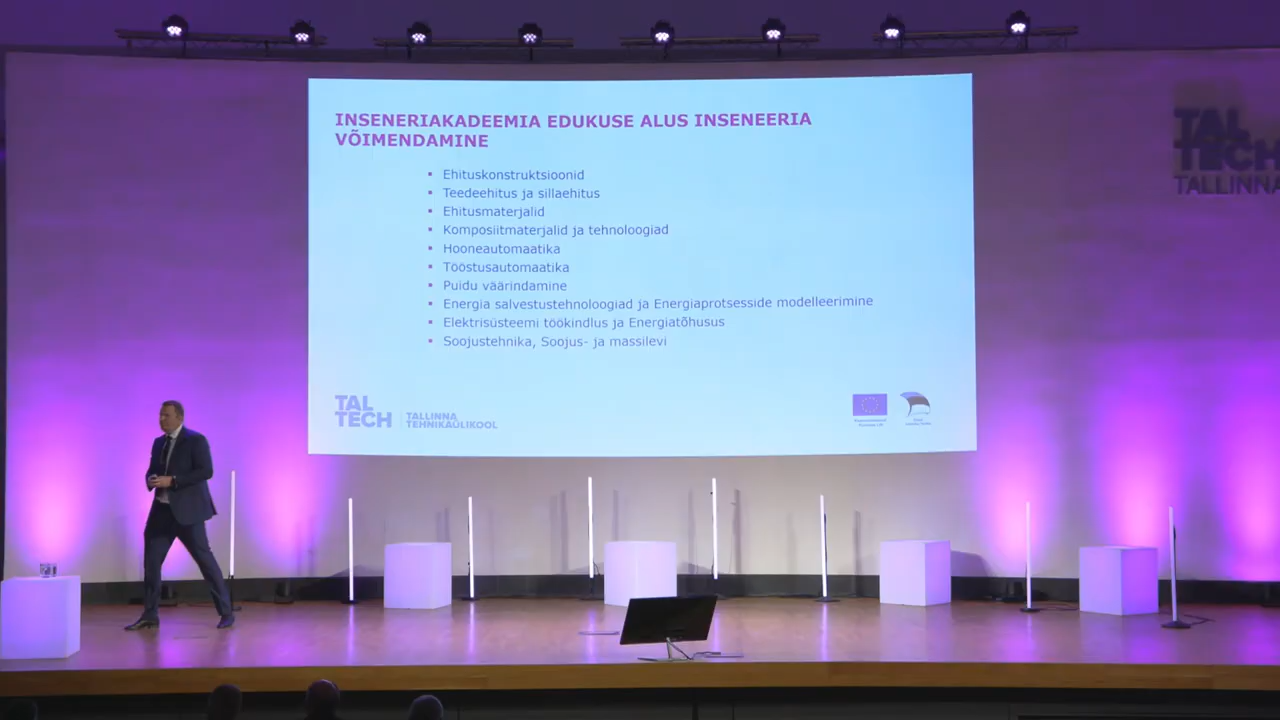 INSENERIAKADEEMIA EDUKUSE ALUS INSENEERIA
VÕIMENDAMINE
▪ Ehituskonstruktsioonid
▪ Teedeehitus ja sillaehitus
▪ Ehitusmaterjalid
▪ Komposiitmaterjalid ja tehnoloogiad
▪ Hooneautomaatika
▪ Tööstusautomaatika
▪ Puidu väärindamine
▪ Energia salvestustehnoloogiad ja Energiaprotsesside modelleerimine
▪ Elektrisüsteemi töökindlus ja Energiatõhusus
▪ Soojustehnika, Soojus- ja massilevi
TAL
TECH
TALLINNA
TEHNIKAÜLIKOOL
TAL
TECH
TALLINNA